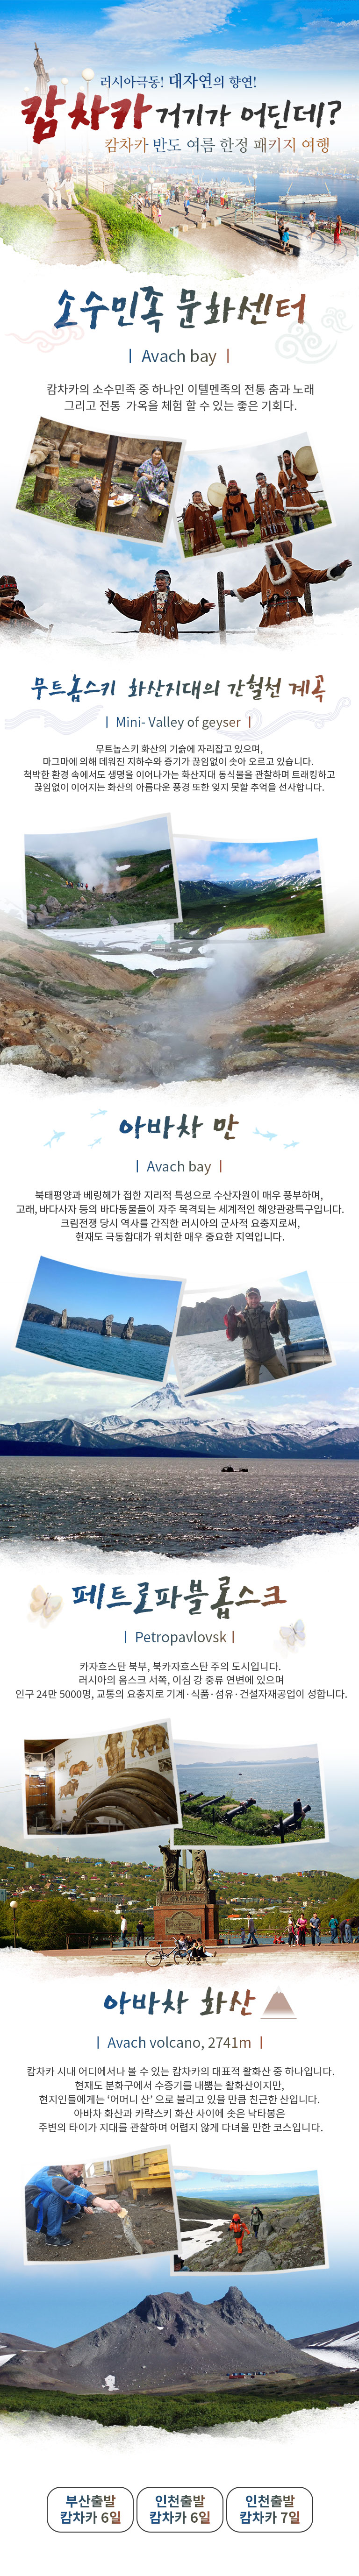 러시아극동! 대자연의 향연!
캄차카 거기가 어딘데?
캄차카 반도 여름 한정 패키지 여행
소수민족 문화센터
| Avach bay |
캄차카의 소수민족 중 하나인 이텔멘족의 전통 춤과 노래
그리고 전통 가옥을 체험 할 수 있는 좋은 기회다.
무트놉스키 화산지대의 간헐천 계곡
| Mini- Valley of geyser |
무트놉스키 화산의 기슭에 자리잡고 있으며,
마그마에 의해 데워진 지하수와 증기가 끊임없이 솟아 오르고 있습니다.
척박한 환경 속에서도 생명을 이어나가는 화산지대 동식물을 관찰하며 트래킹하고
끊임없이 이어지는 화산의 아름다운 풍경 또한 잊지 못할 추억을 선사합니다.
아바차 만
| Avach bay |
북태평양과 베링해가 접한 지리적 특성으로 수산자원이 매우 풍부하며,
고래, 바다사자 등의 바다동물들이 자주 목격되는 세계적인 해양관광특구입니다.
크림전쟁 당시 역사를 간직한 러시아의 군사적 요충지로써,
현재도 극동함대가 위치한 매우 중요한 지역입니다.
페트로파블롭스크
| Petropavlovsk |
카자흐스탄 북부, 북카자흐스탄 주의 도시입니다.
러시아의 옴스크 서쪽, 이심 강 중류 연변에 있으며
인구 24만 5000명, 교통의 요충지로 기계·식품·섬유·건설자재공업이 성합니다.
아바차 화산
| Avach volcano, 2741m |
캄차카 시내 어디에서나 볼 수 있는 캄차카의 대표적 활화산 중 하나입니다.
현재도 분화구에서 수증기를 내뿜는 활화산이지만,
현지인들에게는 '어머니 산' 으로 불리고 있을 만큼 친근한 산입니다.
아바차 화산과 카략스키 화산 사이에 솟은 낙타봉은
주변의 타이가 지대를 관찰하며 어렵지 않게 다녀올 만한 코스입니다.
부산출발
캄차카 6일
인천출발
캄차카 6일
인천출발
캄차카 7일